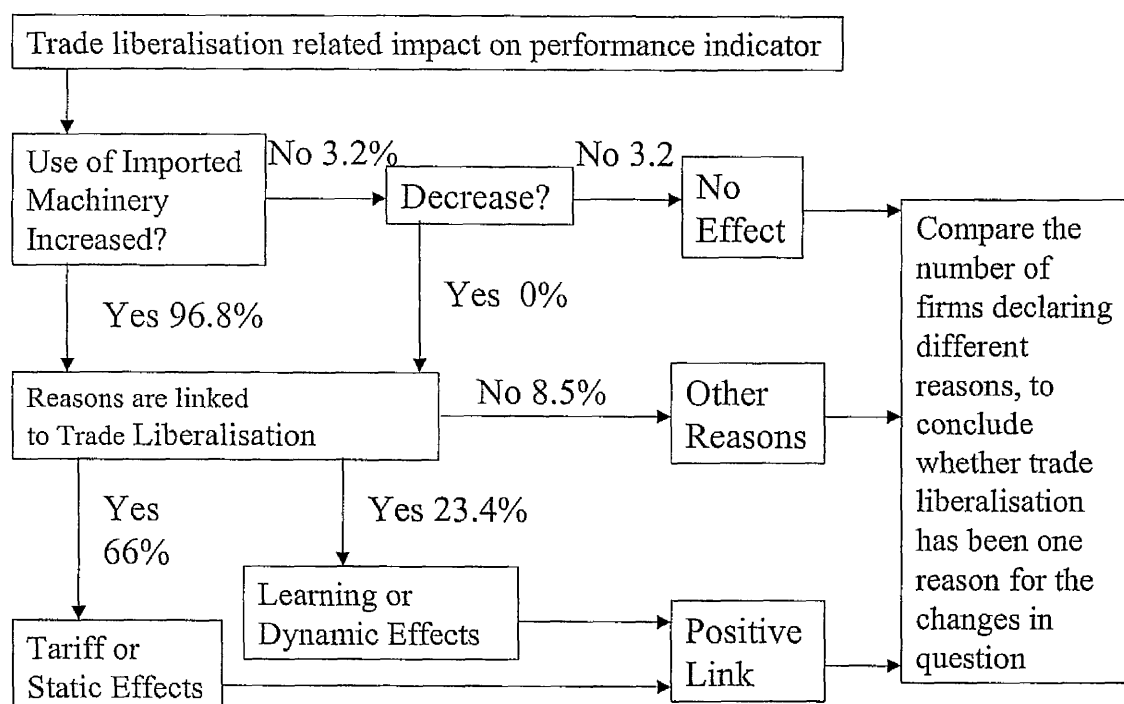 Trade liberalisation related impact on performance indicator
Use of Imported
Machinery
Increased?
No 3.2%
Decrease?
No 3.2
No
Effect
Yes 96.8%
Yes 0%
Reasons are linked
to Trade Liberalisation
No 8.5%
Other
Reasons
Yes
66%
Yes 23.4%
Learning or
Dynamic Effects
Tariff or
Static Effects
Positive
Link
Compare the
number of
firms declaring
different
reasons, to
conclude
whether trade
liberalisation
has been one
reason for the
changes in
question